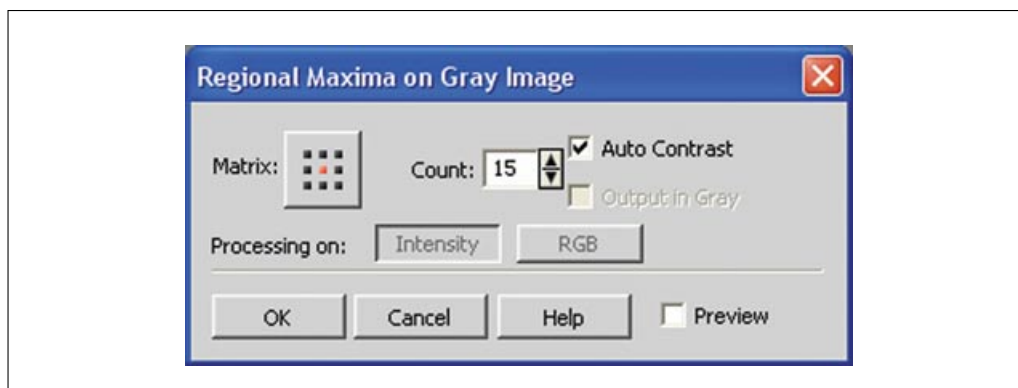 Regional Maxima on Gray Image
Matrix: Count: 15 Auto Contrast
Output in Gray
Processing on: Intensity RGB
OK Cancel Help Preview